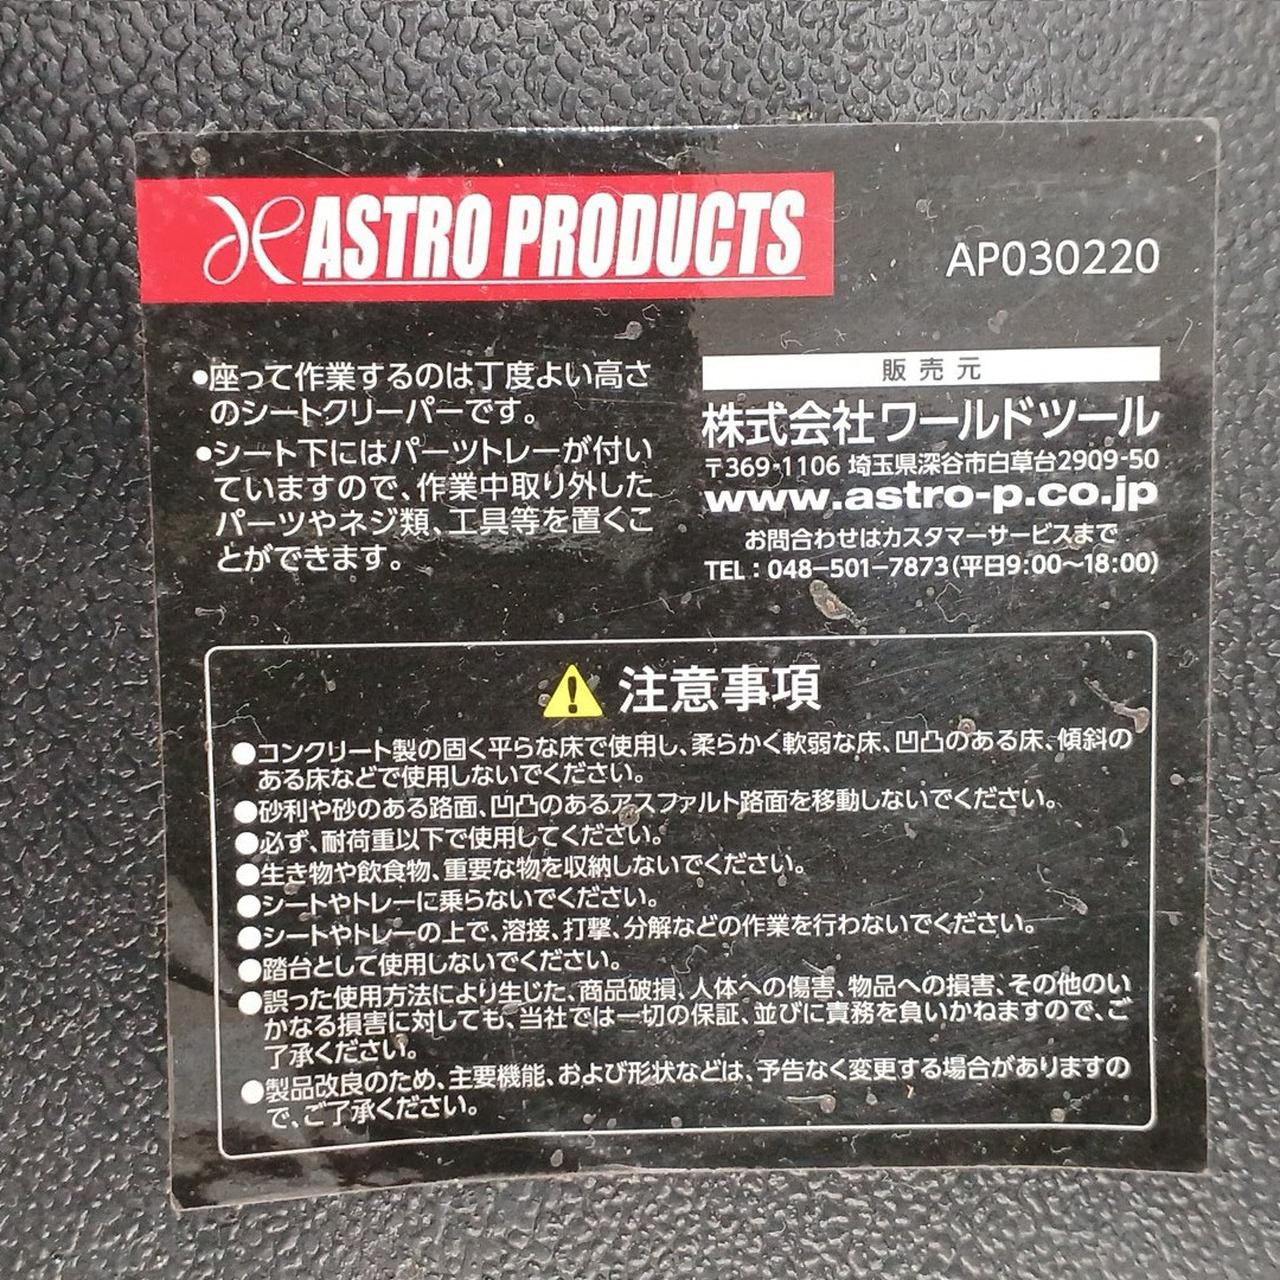 ASTRO PRODUCTS
AP030220
●座って作業するのは丁度よい高さ
のシートクリーパーです。
●シート下にはパーツトレーが付い
ていますので、作業中取り外した
パーツやネジ類、工具等を置くこ
とができます。
販売元
株式会社ワールドツール
〒369-1106 埼玉県深谷市白草台2909-50
www.astro-p.co.jp
お問合わせはカスタマーサービスまで
TEL：048-501-7873(平日9:00〜18:00)
注意事項
●コンクリート製の固く平らな床で使用し、柔らかく軟弱な床、凹凸のある床、傾斜の
ある床などで使用しないでください。
●砂利や砂のある路面、凹凸のあるアスファルト路面を移動しないでください。
●必ず、耐荷重以下で使用してください。
●生き物や飲食物、重要な物を収納しないでください。
●シートやトレーに乗らないでください。
●シートやトレーの上で、溶接、打撃、分解などの作業を行わないでください。
●踏台として使用しないでください。
●誤った使用方法により生じた、商品破損、人体への傷害、物品への損害、その他のい
かなる損害に対しても、当社では一切の保証、並びに責務を負いかねますので、ご
了承ください。
●製品改良のため、主要機能、および形状などは、予告なく変更する場合がありますの
で、ご了承ください。